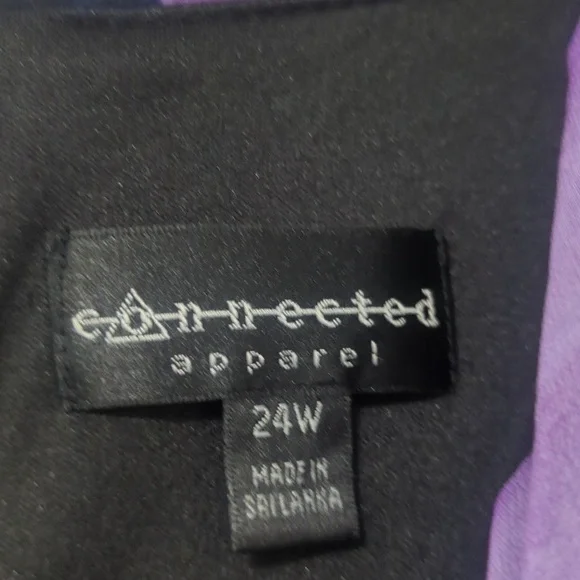 connected
apparel
24W
MADE IN
SRI LANKA